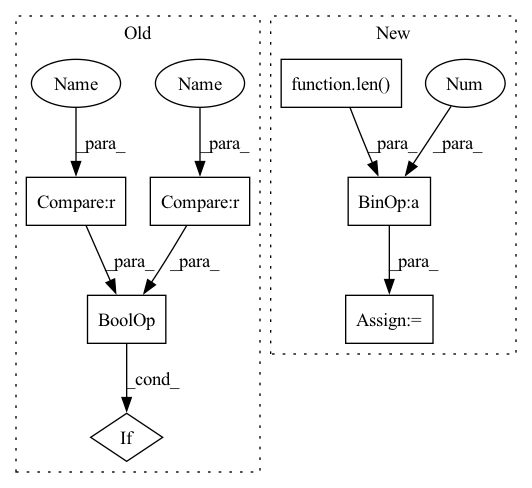 Old
New
Name
Name
function.len()
Num
_para_
_para_
_para_
_para_
Compare:r
Compare:r
BinOp:a
_para_
_para_
_para_
BoolOp
Assign:=
_cond_
If